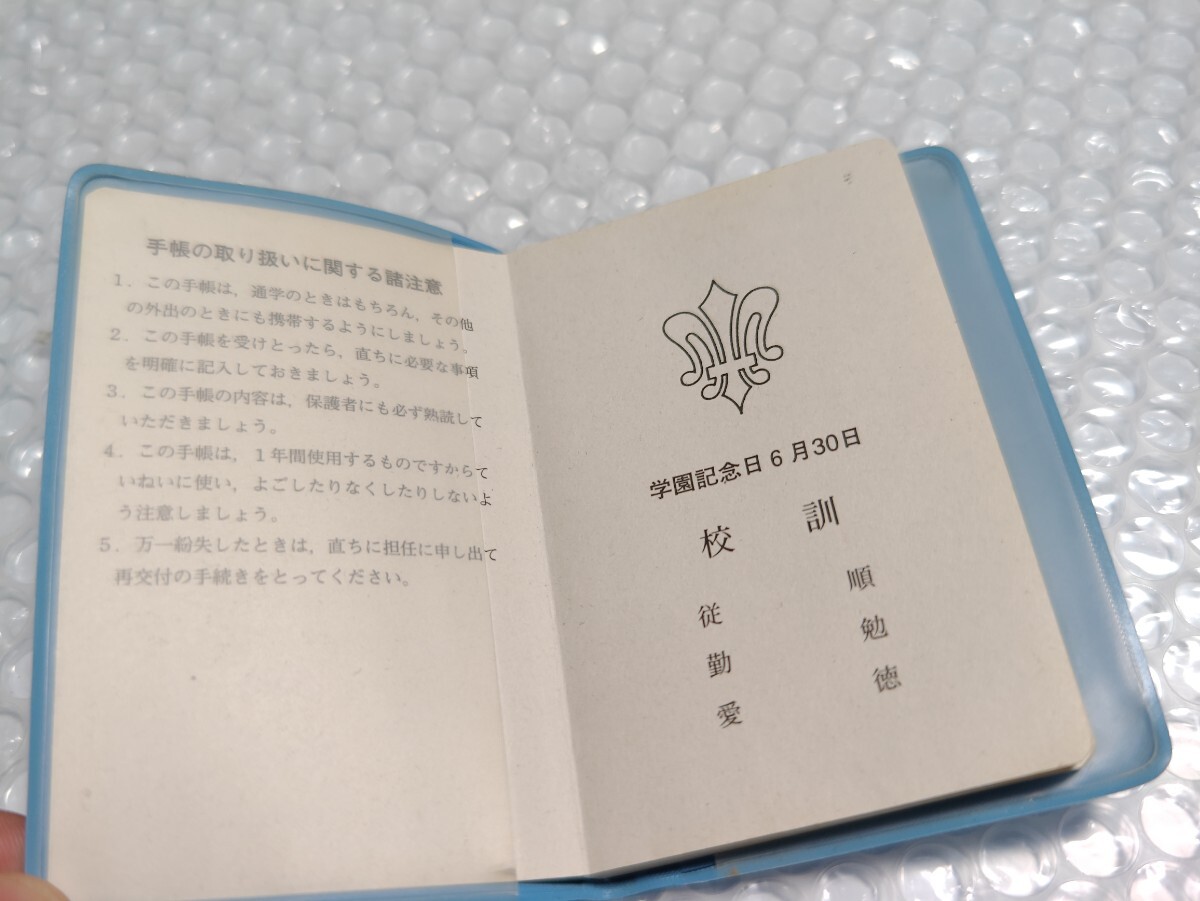 手帳の取り扱いに関する諸注意
1．この手帳は，通学のときはもちろん，その他
の外出のときにも携帯するようにしましょう。
2．この手帳を受けとったら，直ちに必要な事項
を明確に記入しておきましょう。
3．この手帳の内容は，保護者にも必ず熟読して
いただきましょう。
4．この手帳は，1年間使用するものですからて
いねいに使い，よごしたりなくしたりしないよ
う注意しましょう。
5．万一紛失したときは，直ちに担任に申し出て
再交付の手続きをとってください。
学園記念日6月30日
校訓
従順
勤勉
愛徳